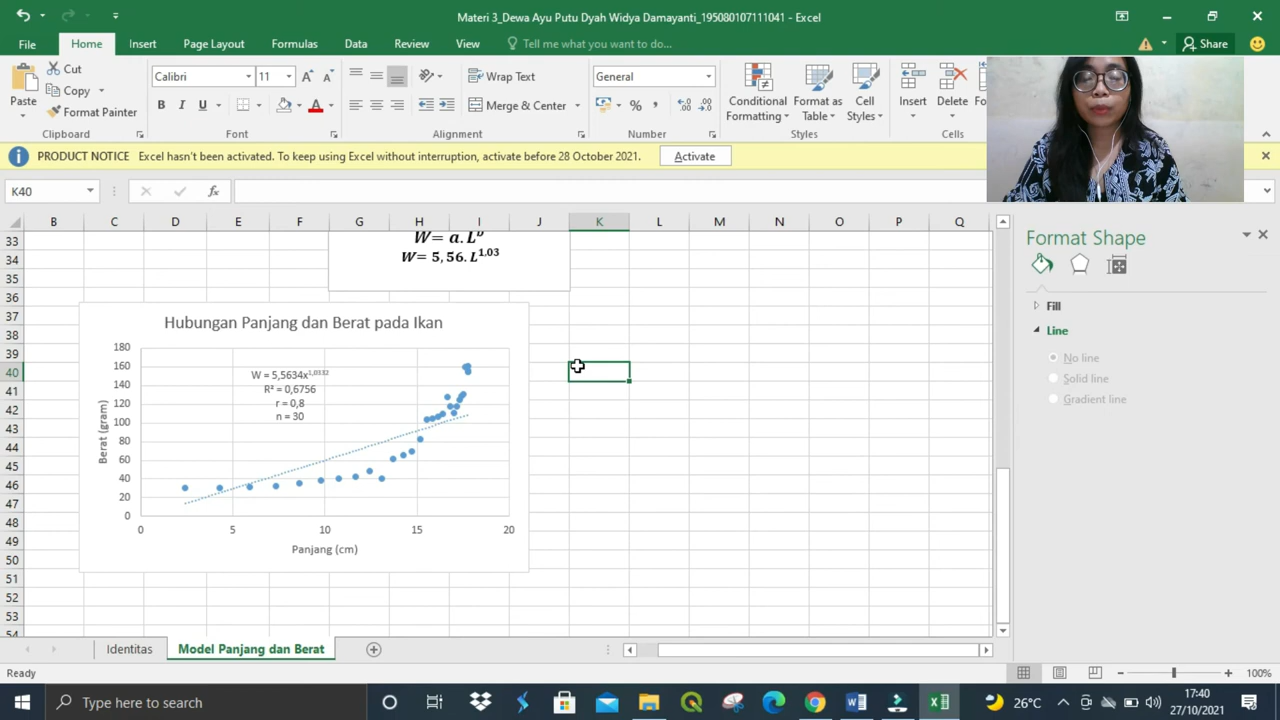 Materi 3_Dewa Ayu Putu Dyah Widya Damayanti_195080107111041 - Excel
File Home Insert Page Layout Formulas Data Review View Tell me what you want to do... Share
Paste
Cut
Copy
Format Painter
Clipboard
Calibri 11
B I U
A
Font
Wrap Text
Merge & Center
Alignment
General
%
Number
Conditional Formatting
Format as Table
Cell Styles
Styles
Insert
Delete
Cells
PRODUCT NOTICE Excel hasn't been activated. To keep using Excel without interruption, activate before 28 October 2021. Activate
K40
fx
B C D E F G H I J K L M N O P Q
33
34
35
36
37
38
39
40
41
42
43
44
45
46
47
48
49
50
51
52
53
54
W = a.L^b
W = 5,56.L^1,03
Hubungan Panjang dan Berat pada Ikan
180
160
140
120
100
80
60
40
20
0
Berat (gram)
W = 5,5634x^1,0332
R² = 0,6756
r = 0,8
n = 30
0 5 10 15 20
Panjang (cm)
Format Shape
Fill
Line
No line
Solid line
Gradient line
Identitas Model Panjang dan Berat
Ready
100%
Type here to search
26°C
17:40
27/10/2021